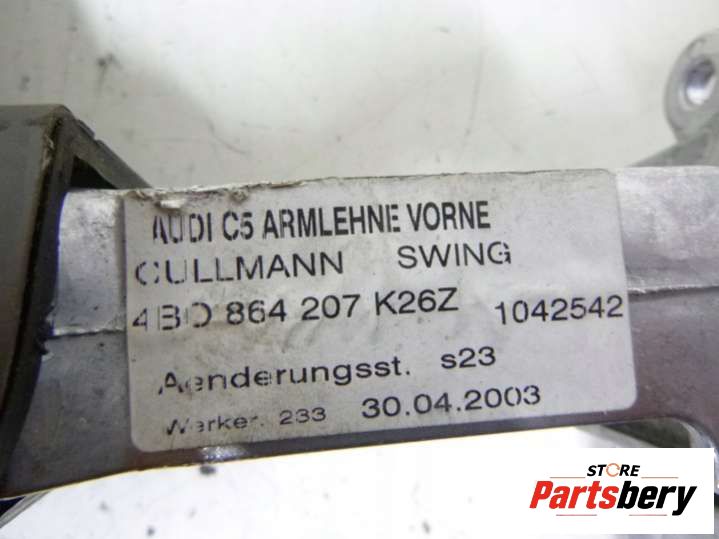 AUDI C5 ARMLEHNE VORNE
CULLMANN SWING
4B0 864 207 K26Z 1042542
Aenderungsst. s23
Werker. 233 30.04.2003
STORE
Partsbery